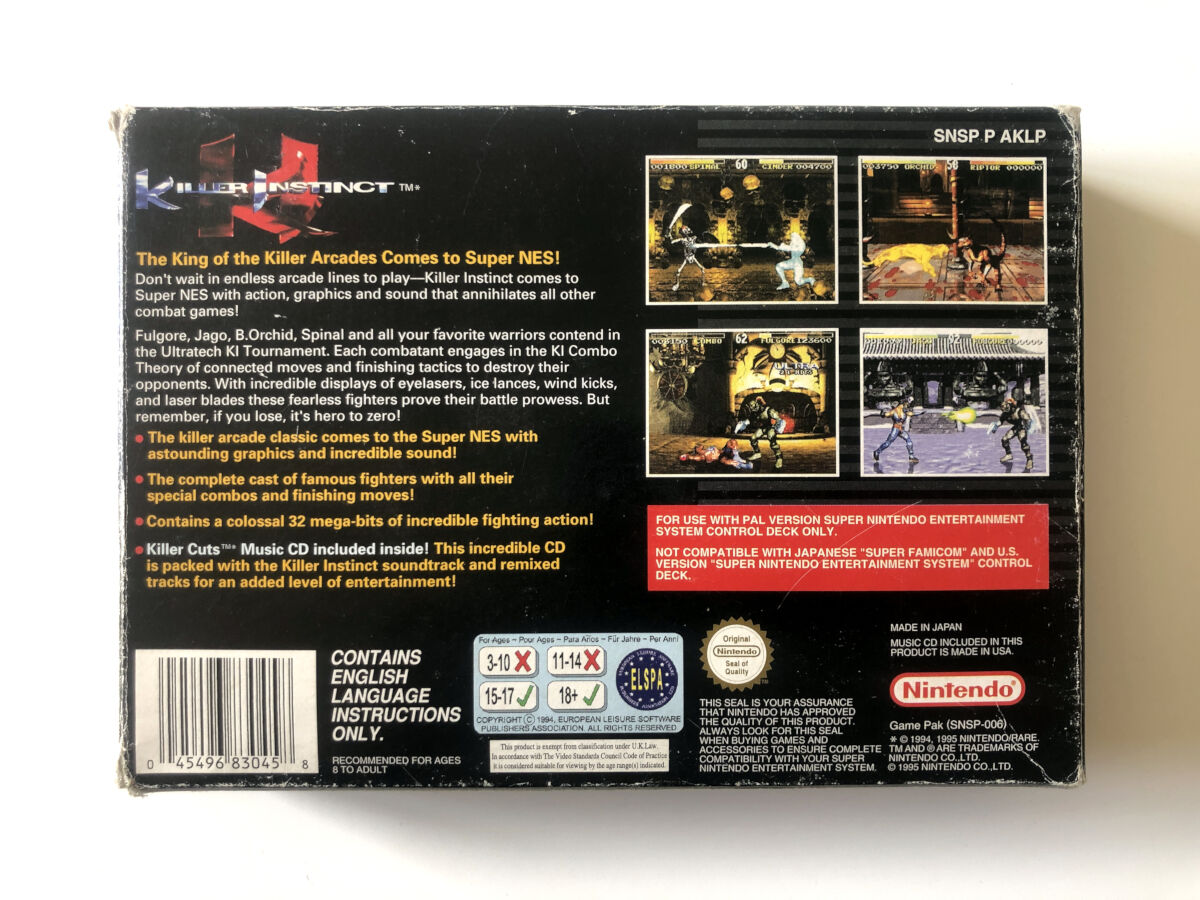 SNSP P AKLP
KILLER INSTINCT ™*
The King of the Killer Arcades Comes to Super NES!
Don't wait in endless arcade lines to play—Killer Instinct comes to
Super NES with action, graphics and sound that annihilates all other
combat games!
Fulgore, Jago, B.Orchid, Spinal and all your favorite warriors contend in
the Ultratech KI Tournament. Each combatant engages in the KI Combo
Theory of connected moves and finishing tactics to destroy their
opponents. With incredible displays of eyelasers, ice lances, wind kicks,
and laser blades these fearless fighters prove their battle prowess. But
remember, if you lose, it's hero to zero!
• The killer arcade classic comes to the Super NES with
astounding graphics and incredible sound!
• The complete cast of famous fighters with all their
special combos and finishing moves!
• Contains a colossal 32 mega-bits of incredible fighting action!
• Killer Cuts™* Music CD included inside! This incredible CD
is packed with the Killer Instinct soundtrack and remixed
tracks for an added level of entertainment!
001800 SPINAL 60 CINDER 004700
003750 ORCHID 58 RIPTOR 000000
003150 COMBO 62 FULGORE 123600
ULTRA
FOR USE WITH PAL VERSION SUPER NINTENDO ENTERTAINMENT
SYSTEM CONTROL DECK ONLY.
NOT COMPATIBLE WITH JAPANESE "SUPER FAMICOM" AND U.S.
VERSION "SUPER NINTENDO ENTERTAINMENT SYSTEM" CONTROL
DECK.
0 45496 83045 8
CONTAINS
ENGLISH
LANGUAGE
INSTRUCTIONS
ONLY.
RECOMMENDED FOR AGES
8 TO ADULT
For Ages ~ Pour Ages ~ Para Años ~ Für Jahre ~ Per Anni
3-10 11-14
15-17 18+
ELSPA
COPYRIGHT © 1994, EUROPEAN LEISURE SOFTWARE
PUBLISHERS ASSOCIATION. ALL RIGHTS RESERVED
This product is exempt from classification under U.K.Law.
In accordance with The Video Standards Council Code of Practice
it is considered suitable for viewing by the age range(s) indicated.
Original
Nintendo
Seal of
Quality
THIS SEAL IS YOUR ASSURANCE
THAT NINTENDO HAS APPROVED
THE QUALITY OF THIS PRODUCT.
ALWAYS LOOK FOR THIS SEAL
WHEN BUYING GAMES AND
ACCESSORIES TO ENSURE COMPLETE
COMPATIBILITY WITH YOUR SUPER
NINTENDO ENTERTAINMENT SYSTEM.
MADE IN JAPAN
MUSIC CD INCLUDED IN THIS
PRODUCT IS MADE IN USA.
Nintendo®
Game Pak (SNSP-006)
* © 1994, 1995 NINTENDO/RARE.
TM AND ® ARE TRADEMARKS OF
NINTENDO CO.,LTD.
© 1995 NINTENDO CO.,LTD.